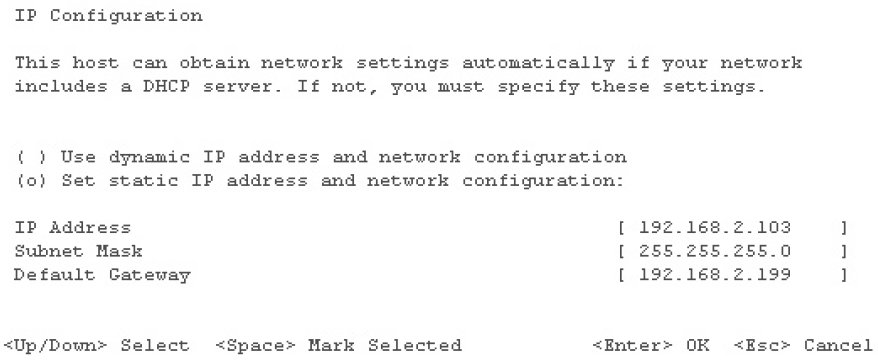 IP Configuration
This host can obtain network settings automatically if your network
includes a DHCP server. If not, you must specify these settings.
( ) Use dynamic IP address and network configuration
(o) Set static IP address and network configuration:
IP Address [ 192.168.2.103 ]
Subnet Mask [ 255.255.255.0 ]
Default Gateway [ 192.168.2.199 ]
<Up/Down> Select <Space> Mark Selected <Enter> OK <Esc> Cancel